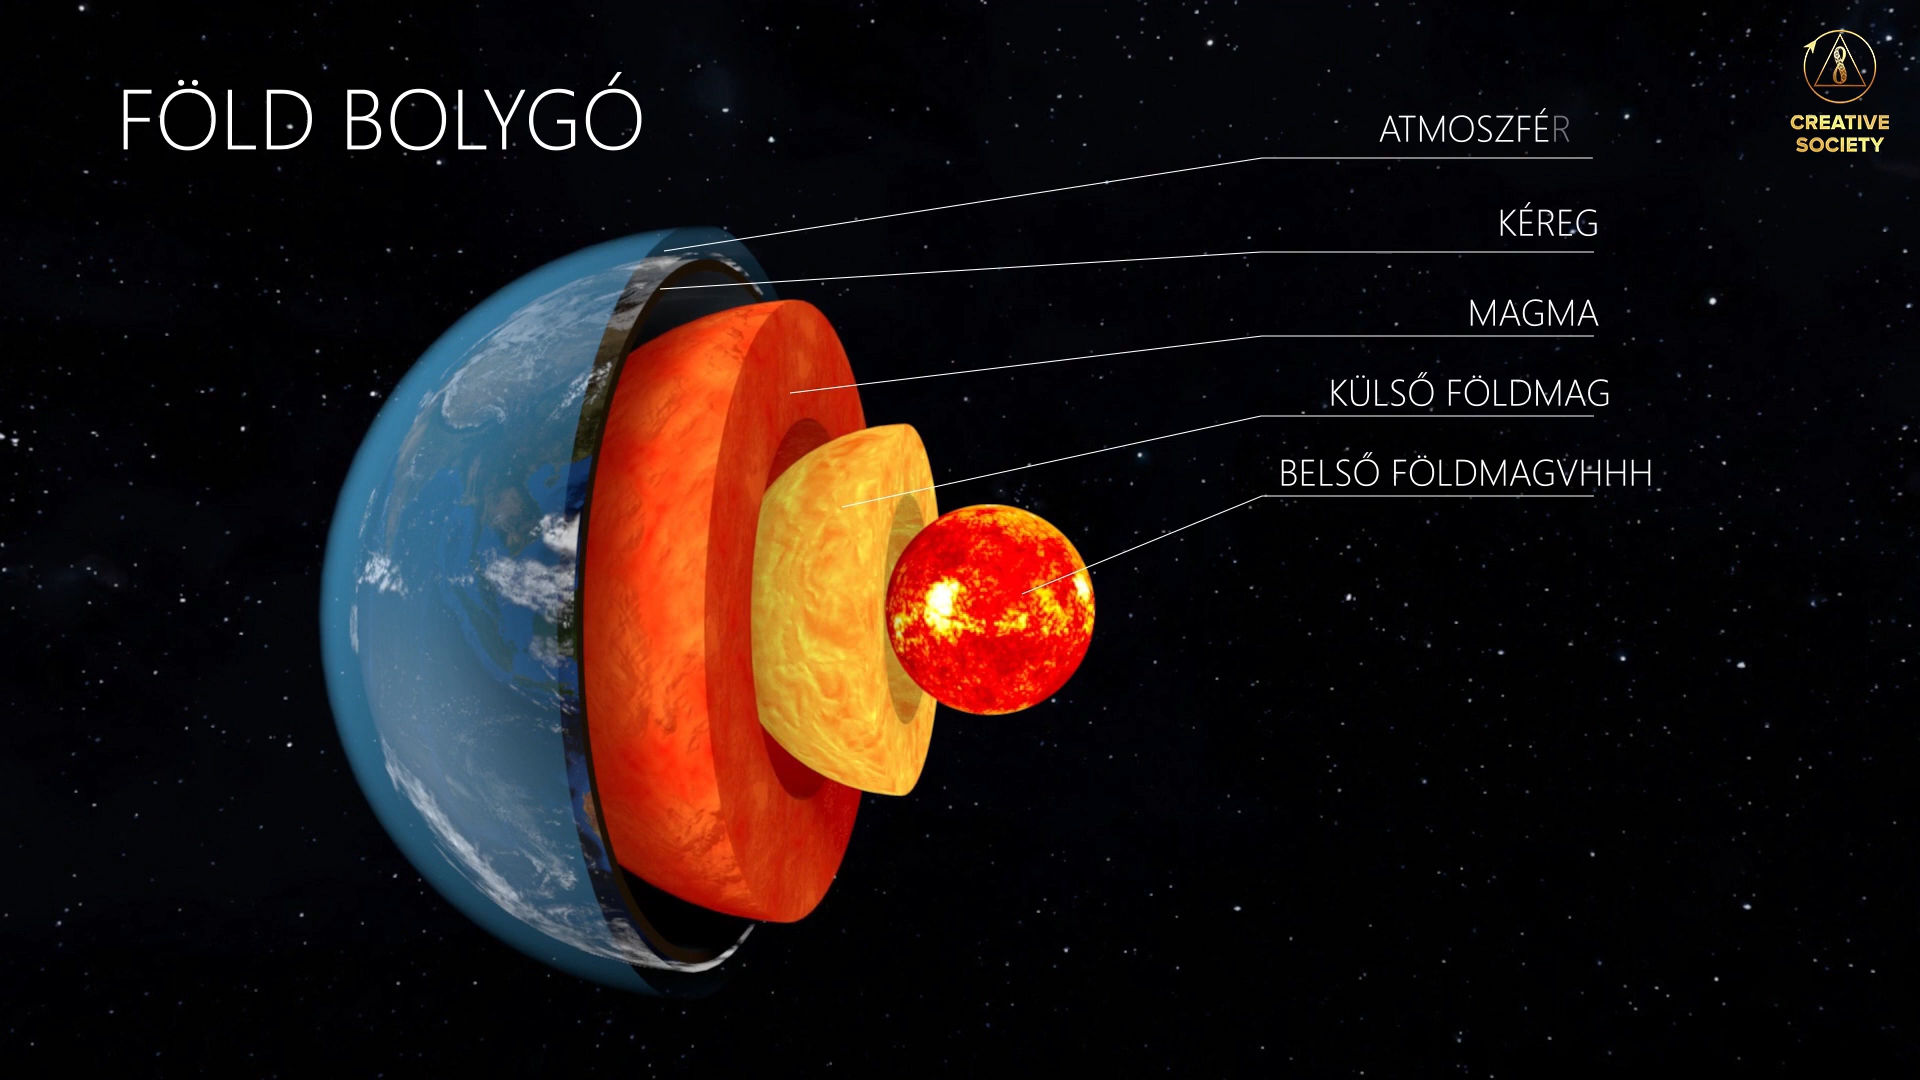 FÖLD BOLYGÓ
ATMOSZFÉR
KÉREG
MAGMA
KÜLSŐ FÖLDMAG
BELSŐ FÖLDMAGVHHH
CREATIVE
SOCIETY